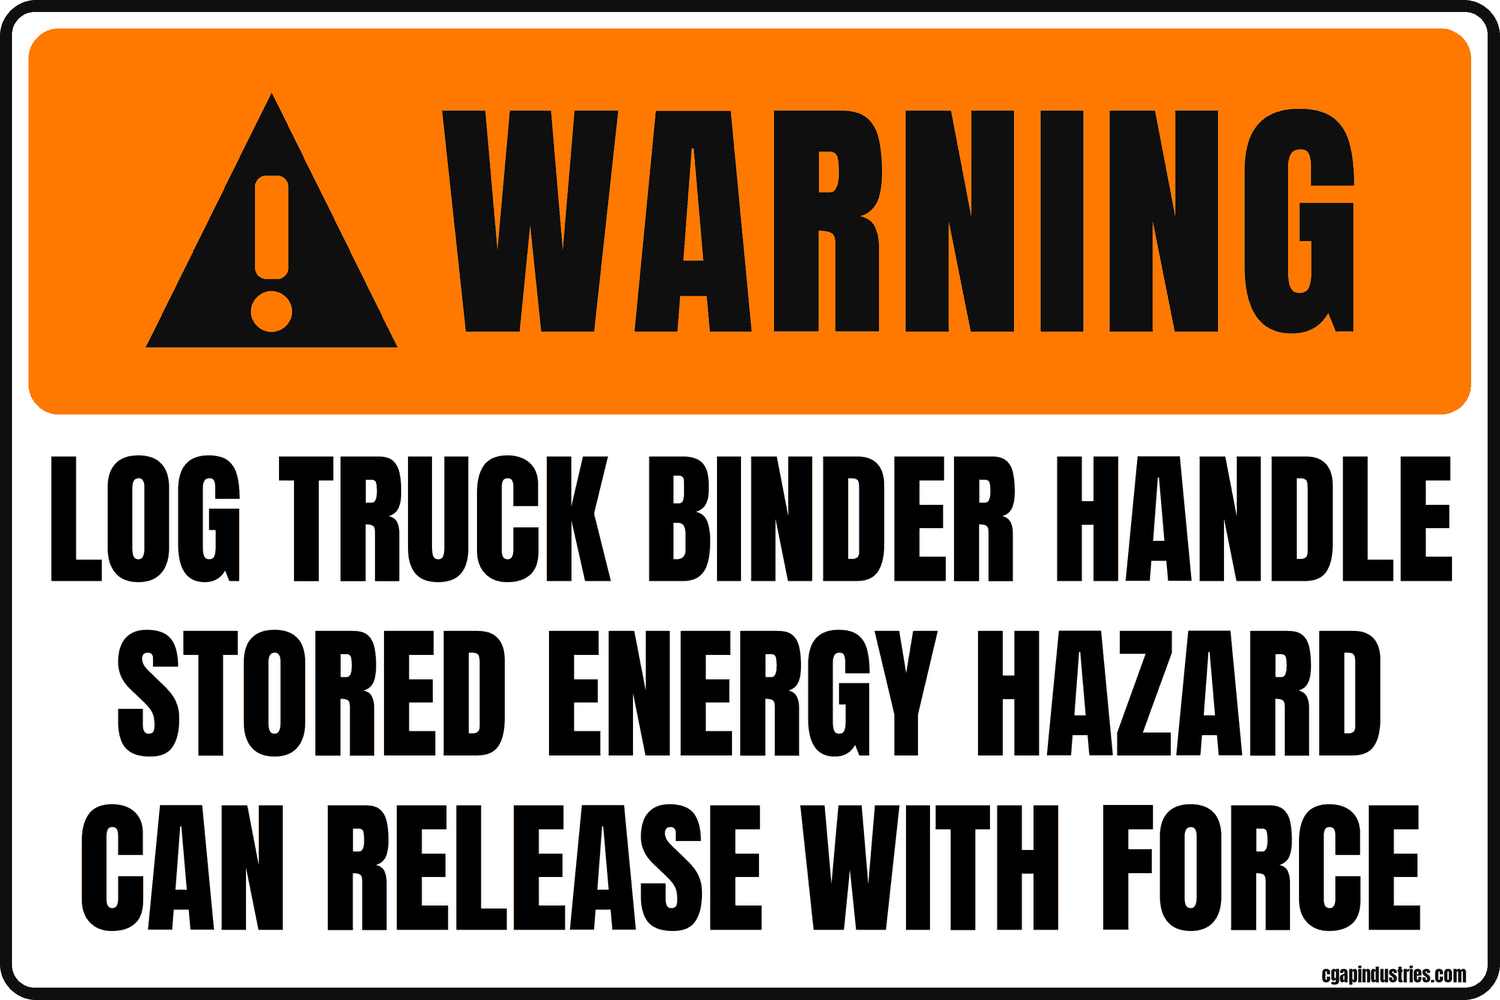 WARNING
LOG TRUCK BINDER HANDLE
STORED ENERGY HAZARD
CAN RELEASE WITH FORCE
cgapindustries.com